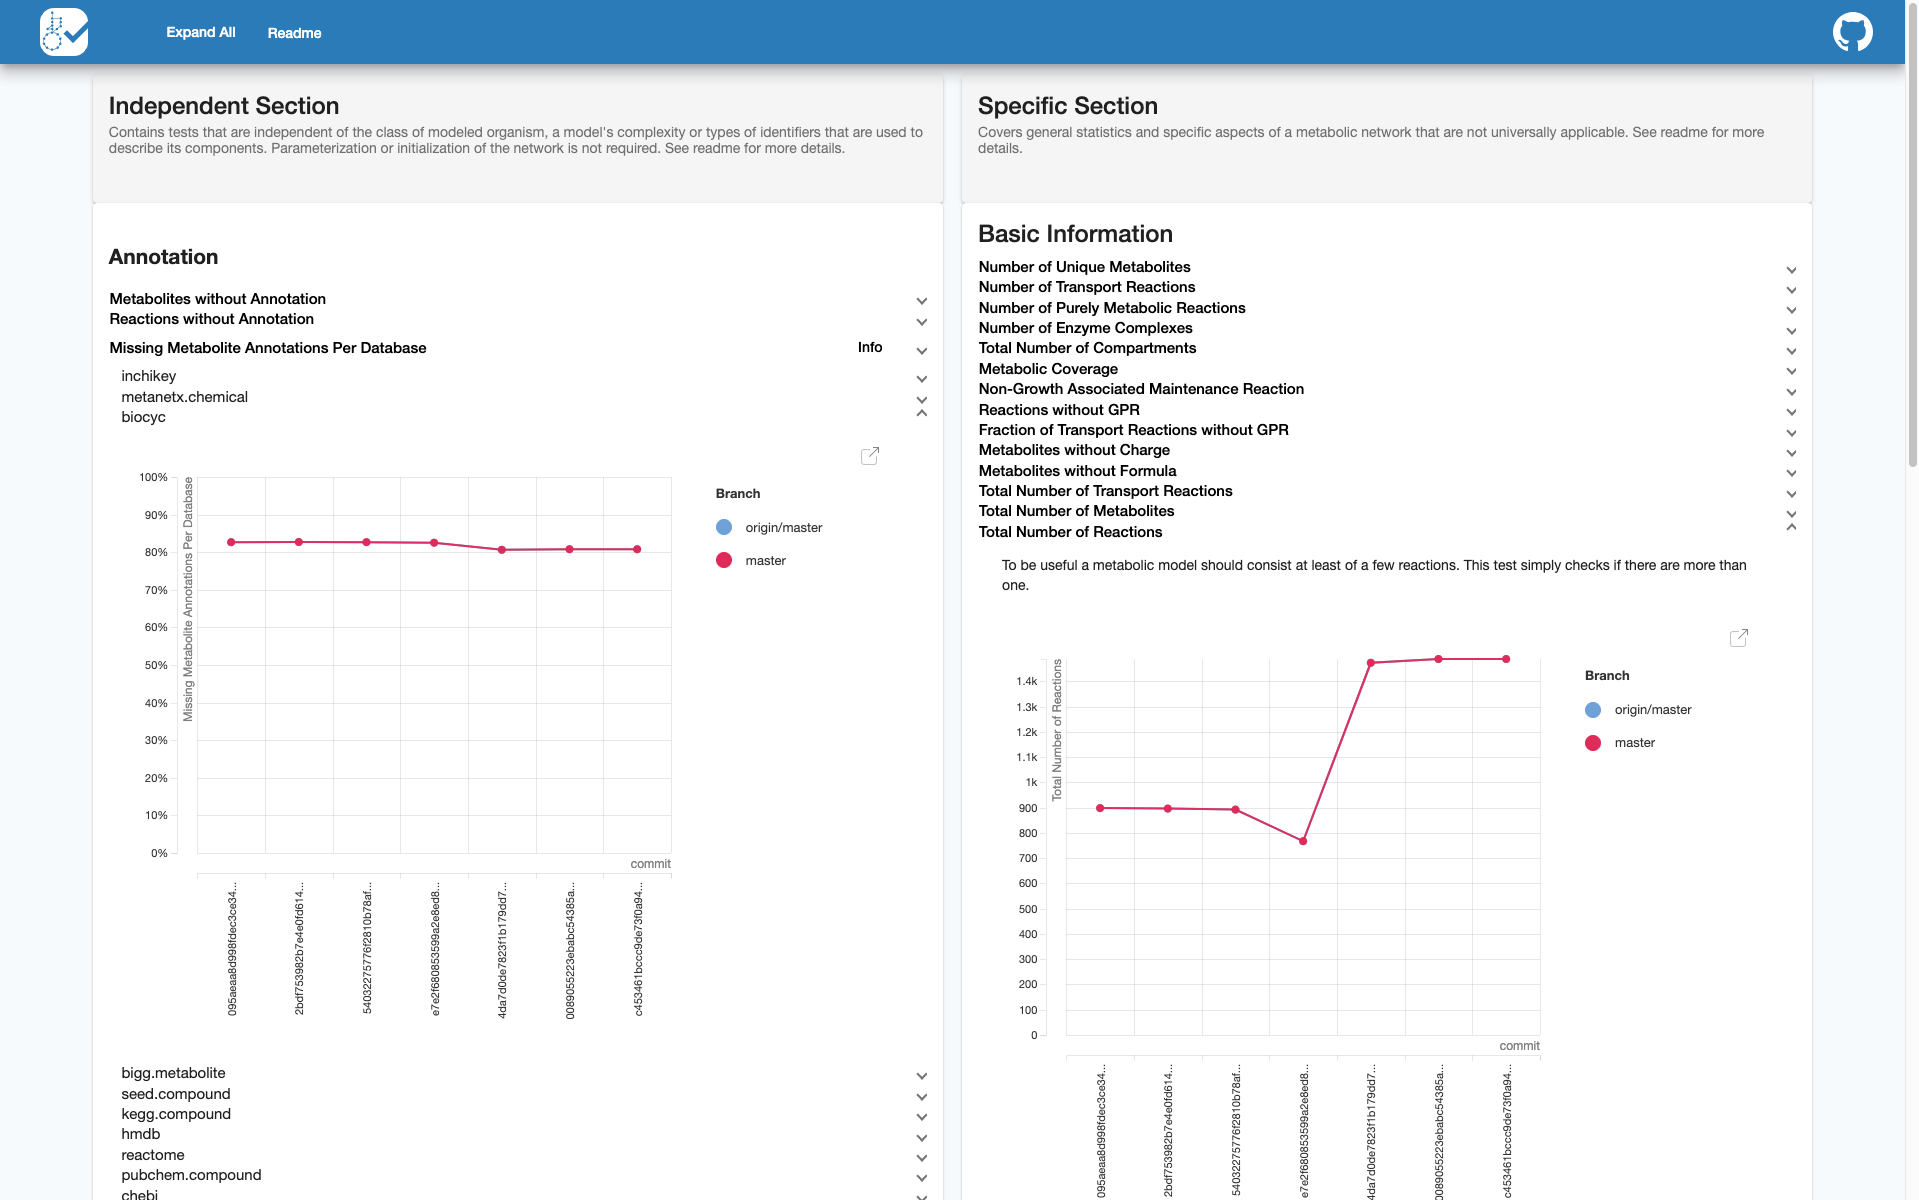 Expand All
Readme
Independent Section
Contains tests that are independent of the class of modeled organism, a model's complexity or types of identifiers that are used to
describe its components. Parameterization or initialization of the network is not required. See readme for more details.
Annotation
Metabolites without Annotation
Reactions without Annotation
Missing Metabolite Annotations Per Database
Info
inchikey
metanetx.chemical
biocyc
100%
90%
80%
70%
60%
50%
40%
30%
20%
10%
0%
Missing Metabolite Annotations Per Database
Branch
origin/master
master
commit
095aeaa8d998fdec3ce34...
2bdf753982b7e4e0fd614...
54032275776f2810b78af...
e7e2f680853599a2e8ed8...
4da7d0de7823f1b179dd7...
0089055223ebabc54385a...
c453461bccc9de73f0a94...
bigg.metabolite
seed.compound
kegg.compound
hmdb
reactome
pubchem.compound
chebi
Specific Section
Covers general statistics and specific aspects of a metabolic network that are not universally applicable. See readme for more
details.
Basic Information
Number of Unique Metabolites
Number of Transport Reactions
Number of Purely Metabolic Reactions
Number of Enzyme Complexes
Total Number of Compartments
Metabolic Coverage
Non-Growth Associated Maintenance Reaction
Reactions without GPR
Fraction of Transport Reactions without GPR
Metabolites without Charge
Metabolites without Formula
Total Number of Transport Reactions
Total Number of Metabolites
Total Number of Reactions
To be useful a metabolic model should consist at least of a few reactions. This test simply checks if there are more than
one.
1.4k
1.3k
1.2k
1.1k
1k
900
800
700
600
500
400
300
200
100
0
Total Number of Reactions
Branch
origin/master
master
commit
095aeaa8d998fdec3ce34...
2bdf753982b7e4e0fd614...
54032275776f2810b78af...
e7e2f680853599a2e8ed8...
4da7d0de7823f1b179dd7...
0089055223ebabc54385a...
c453461bccc9de73f0a94...